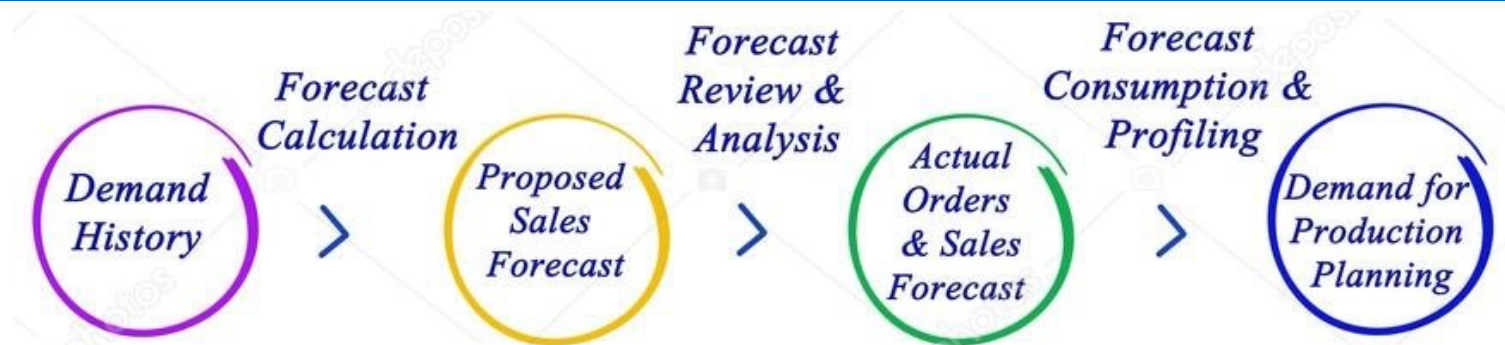 Demand
History
Forecast
Calculation
Proposed
Sales
Forecast
Forecast
Review &
Analysis
Actual
Orders
& Sales
Forecast
Forecast
Consumption &
Profiling
Demand for
Production
Planning